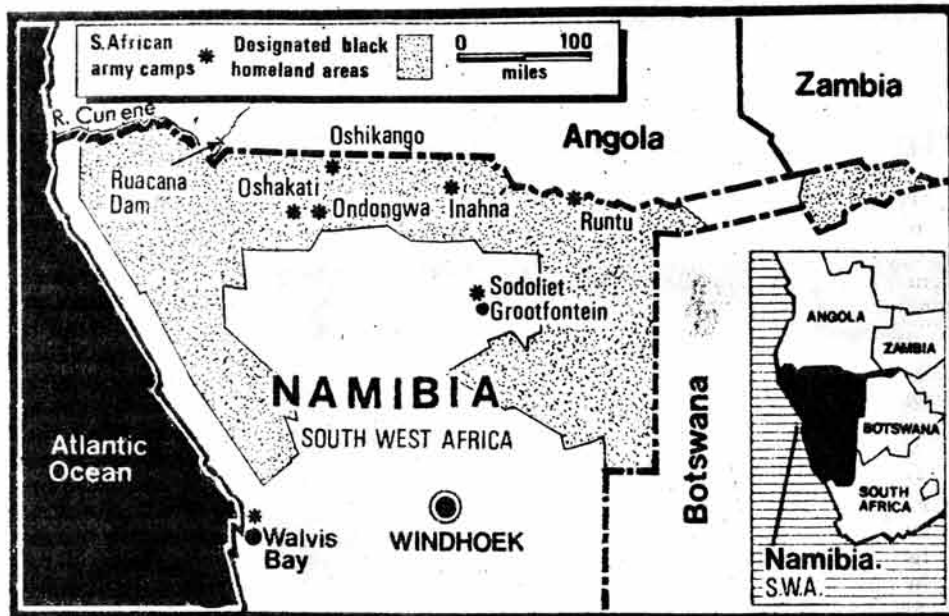 S.African
army camps
Designated black
homeland areas
0 100
miles
R. Cunene
Zambia
Angola
Oshikango
Ruacana
Dam
Oshakati
Ondongwa
Inahna
Runtu
Sodoliet
Grootfontein
NAMIBIA
SOUTH WEST AFRICA
Atlantic
Ocean
Botswana
WINDHOEK
Walvis
Bay
ANGOLA
ZAMBIA
BOTSWANA
SOUTH
AFRICA
Namibia.
S.W.A.